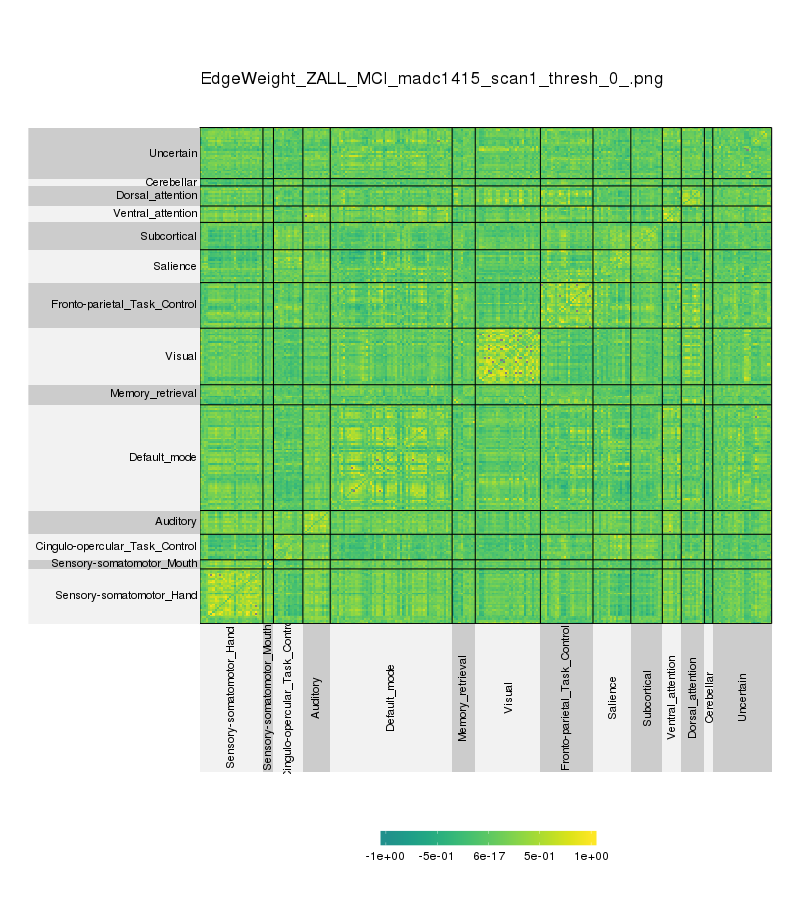 EdgeWeight_ZALL_MCI_madc1415_scan1_thresh_0_.png
Uncertain
Cerebellar
Dorsal_attention
Ventral_attention
Subcortical
Salience
Fronto-parietal_Task_Control
Visual
Memory_retrieval
Default_mode
Auditory
Cingulo-opercular_Task_Control
Sensory-somatomotor_Mouth
Sensory-somatomotor_Hand
Sensory-somatomotor_Hand
Sensory-somatomotor_Mouth
Cingulo-opercular_Task_Control
Auditory
Default_mode
Memory_retrieval
Visual
Fronto-parietal_Task_Control
Salience
Subcortical
Ventral_attention
Dorsal_attention
Cerebellar
Uncertain
-1e+00 -5e-01 6e-17 5e-01 1e+00